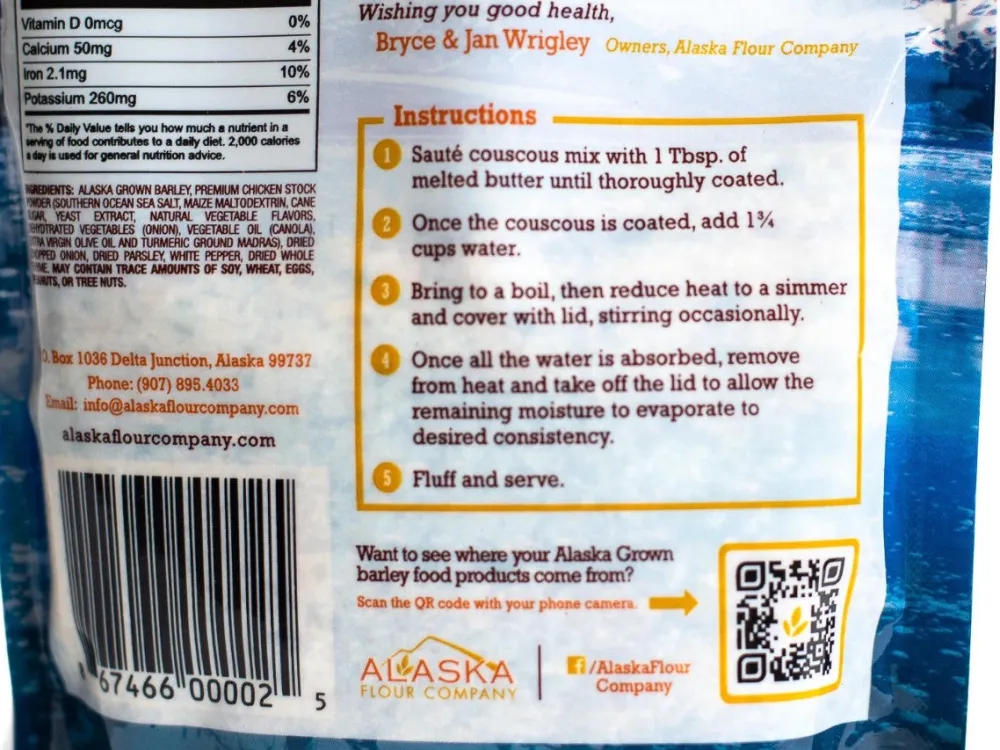 Vitamin D 0mcg 0%
Calcium 50mg 4%
Iron 2.1mg 10%
Potassium 260mg 6%
*The % Daily Value tells you how much a nutrient in a
serving of food contributes to a daily diet. 2,000 calories
a day is used for general nutrition advice.
INGREDIENTS: ALASKA GROWN BARLEY, PREMIUM CHICKEN STOCK
POWDER (SOUTHERN OCEAN SEA SALT, MAIZE MALTODEXTRIN, CANE
SUGAR, YEAST EXTRACT, NATURAL VEGETABLE FLAVORS,
DEHYDTRATED VEGETABLES (ONION), VEGETABLE OIL (CANOLA),
EXTRA VIRGIN OLIVE OIL AND TURMERIC GROUND MADRAS), DRIED
CHOPPED ONION, DRIED PARSLEY, WHITE PEPPER, DRIED WHOLE
THYME. MAY CONTAIN TRACE AMOUNTS OF SOY, WHEAT, EGGS,
PEANUTS, OR TREE NUTS.
O. Box 1036 Delta Junction, Alaska 99737
Phone: (907) 895.4033
Email: info@alaskaflourcompany.com
alaskaflourcompany.com
67466 00002 5
Wishing you good health,
Bryce & Jan Wrigley Owners, Alaska Flour Company
Instructions
1 Sauté couscous mix with 1 Tbsp. of
melted butter until thoroughly coated.
2 Once the couscous is coated, add 1¾
cups water.
3 Bring to a boil, then reduce heat to a simmer
and cover with lid, stirring occasionally.
4 Once all the water is absorbed, remove
from heat and take off the lid to allow the
remaining moisture to evaporate to
desired consistency.
5 Fluff and serve.
Want to see where your Alaska Grown
barley food products come from?
Scan the QR code with your phone camera.
ALASKA
FLOUR COMPANY
f/AlaskaFlour
Company